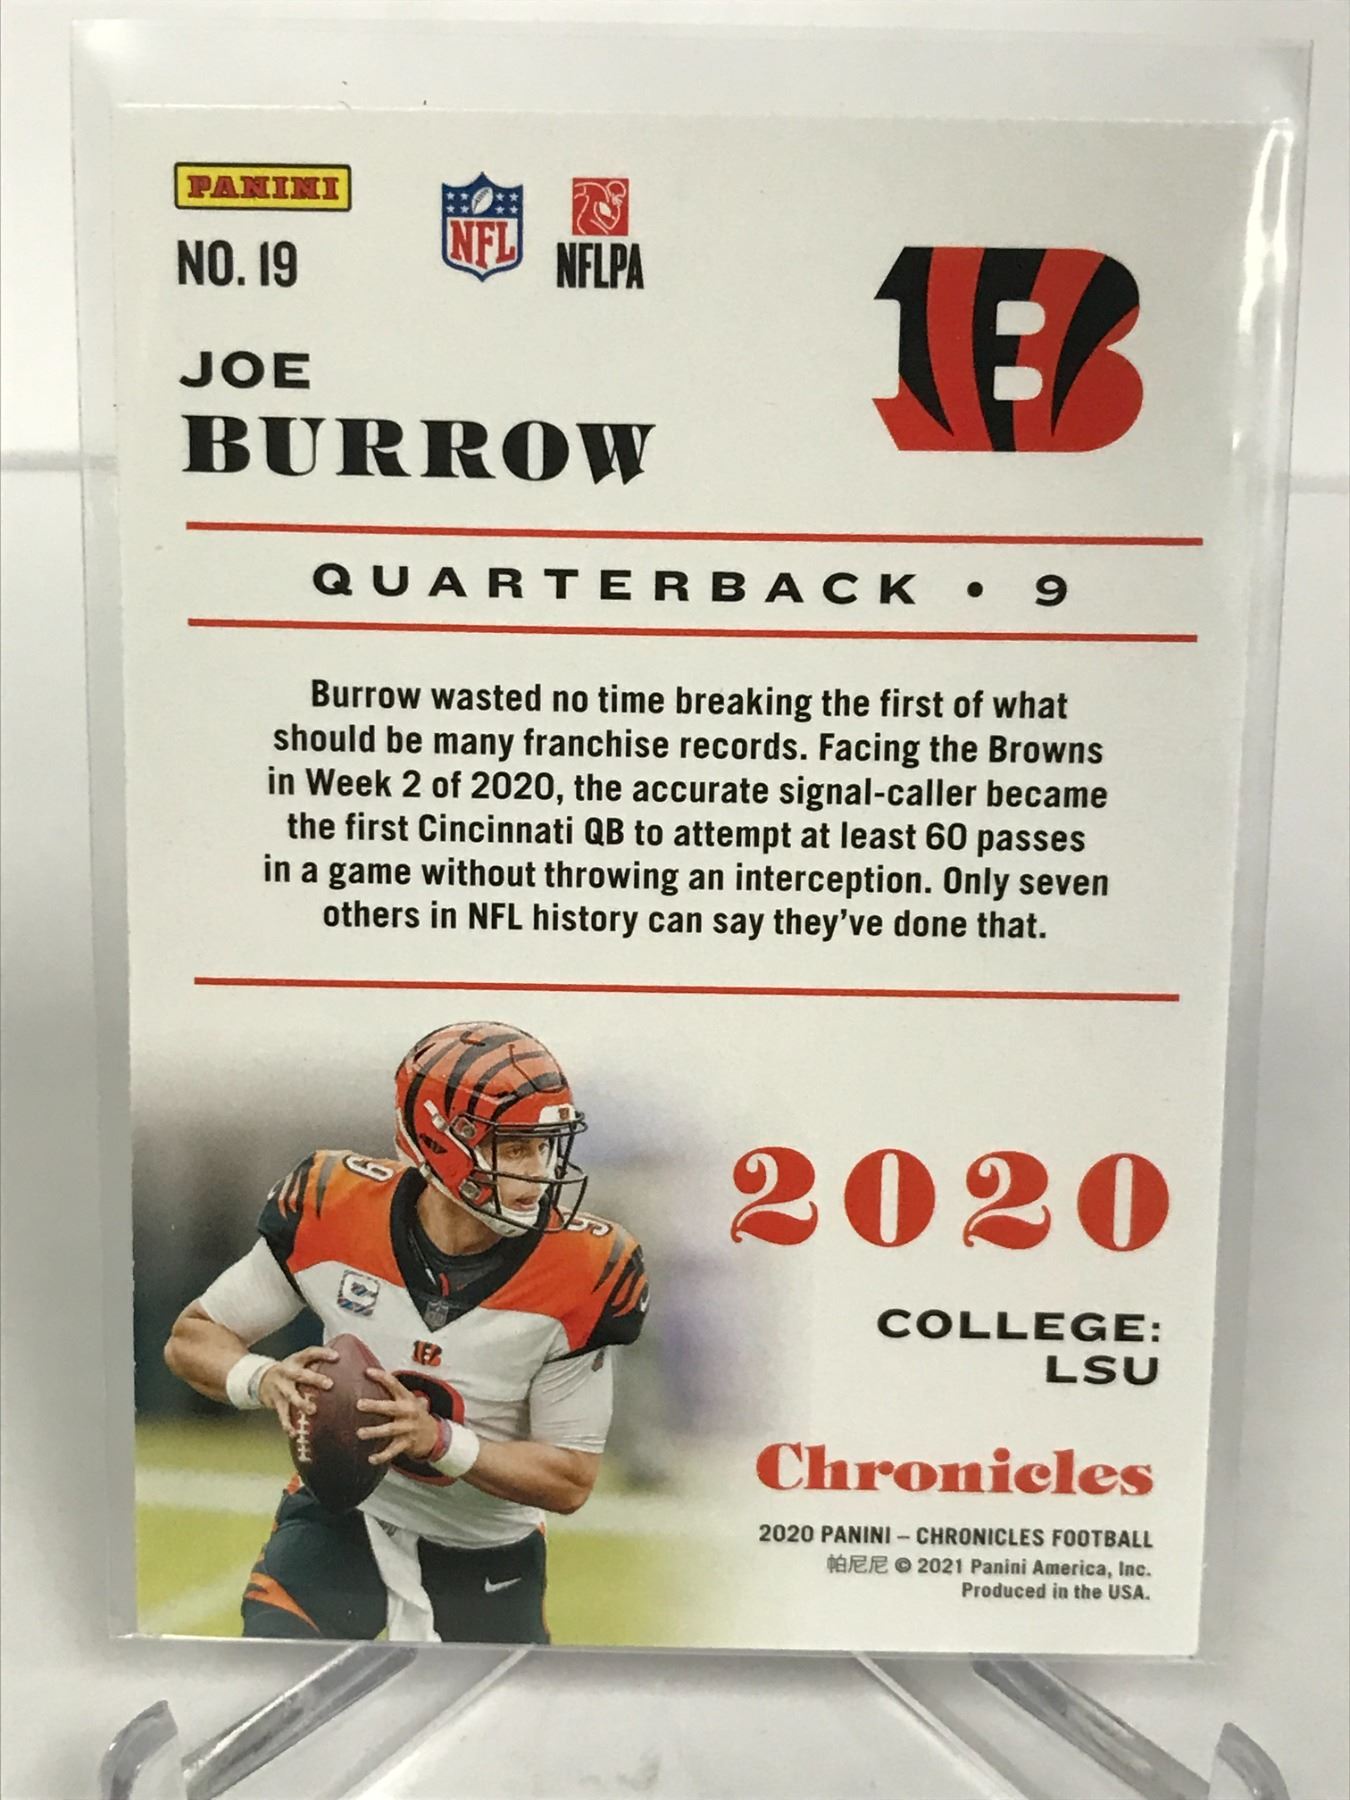 PANINI
NO. 19
NFL
NFLPA
B
JOE
BURROW
QUARTERBACK • 9
Burrow wasted no time breaking the first of what
should be many franchise records. Facing the Browns
in Week 2 of 2020, the accurate signal-caller became
the first Cincinnati QB to attempt at least 60 passes
in a game without throwing an interception. Only seven
others in NFL history can say they've done that.
9
9
2020
COLLEGE:
LSU
Chronicles
2020 PANINI – CHRONICLES FOOTBALL
帕尼尼 © 2021 Panini America, Inc.
Produced in the USA.